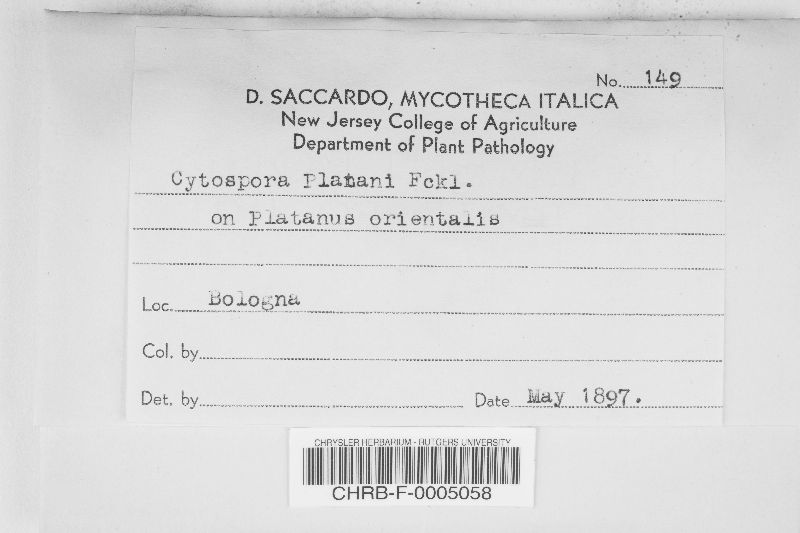 No. 149
D. SACCARDO, MYCOTHECA ITALICA
New Jersey College of Agriculture
Department of Plant Pathology
Cytospora Platani Fckl.
on Platanus orientalis
Loc. Bologna
Col. by
Det. by Date May 1897.
CHRYSLER HERBARIUM - RUTGERS UNIVERSITY
CHRB-F-0005058